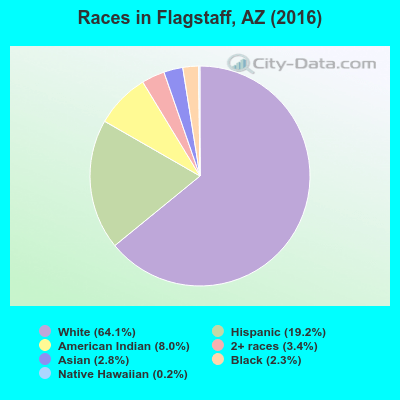 Races in Flagstaff, AZ (2016)
City-Data.com
White (64.1%)
Hispanic (19.2%)
American Indian (8.0%)
2+ races (3.4%)
Asian (2.8%)
Black (2.3%)
Native Hawaiian (0.2%)